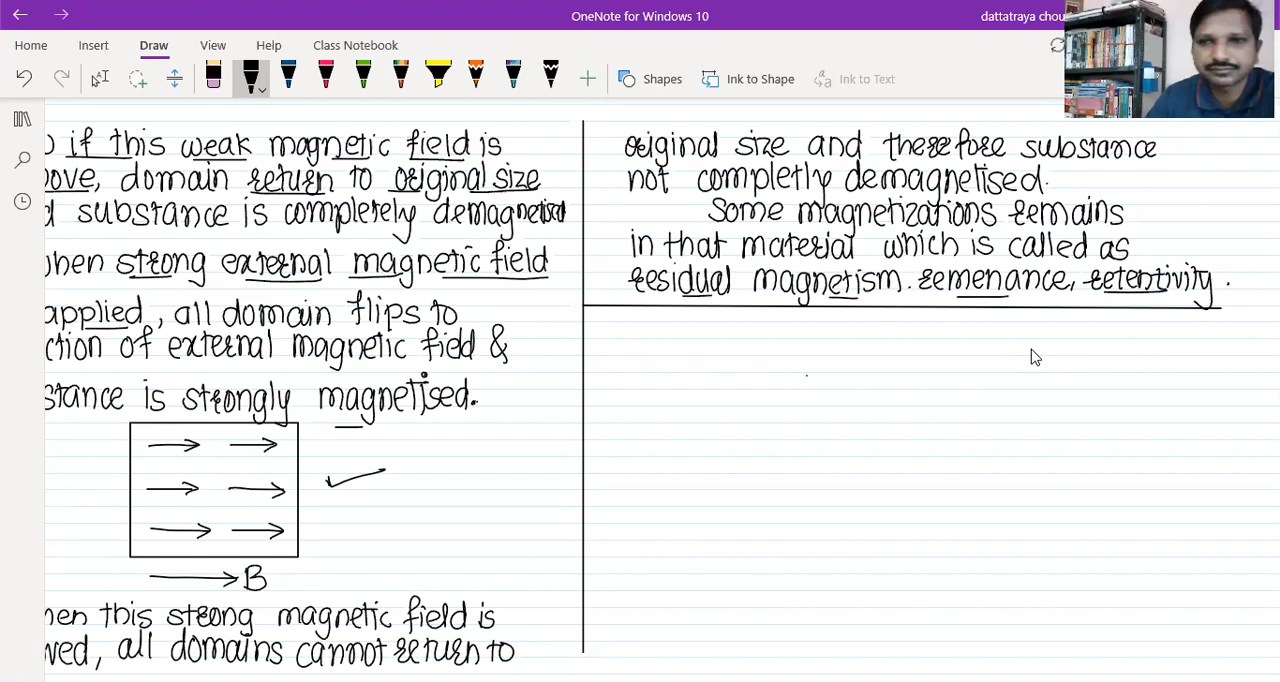 OneNote for Windows 10
dattatraya chou
Home Insert Draw View Help Class Notebook
Shapes Ink to Shape Ink to Text
if this weak magnetic field is
ove, domain return to original size
d substance is completely demagnetised
hen strong external magnetic field
applied, all domain flips to
ction of external magnetic field &
stance is strongly magnetised.
B
hen this strong magnetic field is
ved, all domains cannot return to
original size and therefore substance
not completly demagnetised.
Some magnetizations remains
in that material which is called as
residual magnetism. remenance, retentivity.